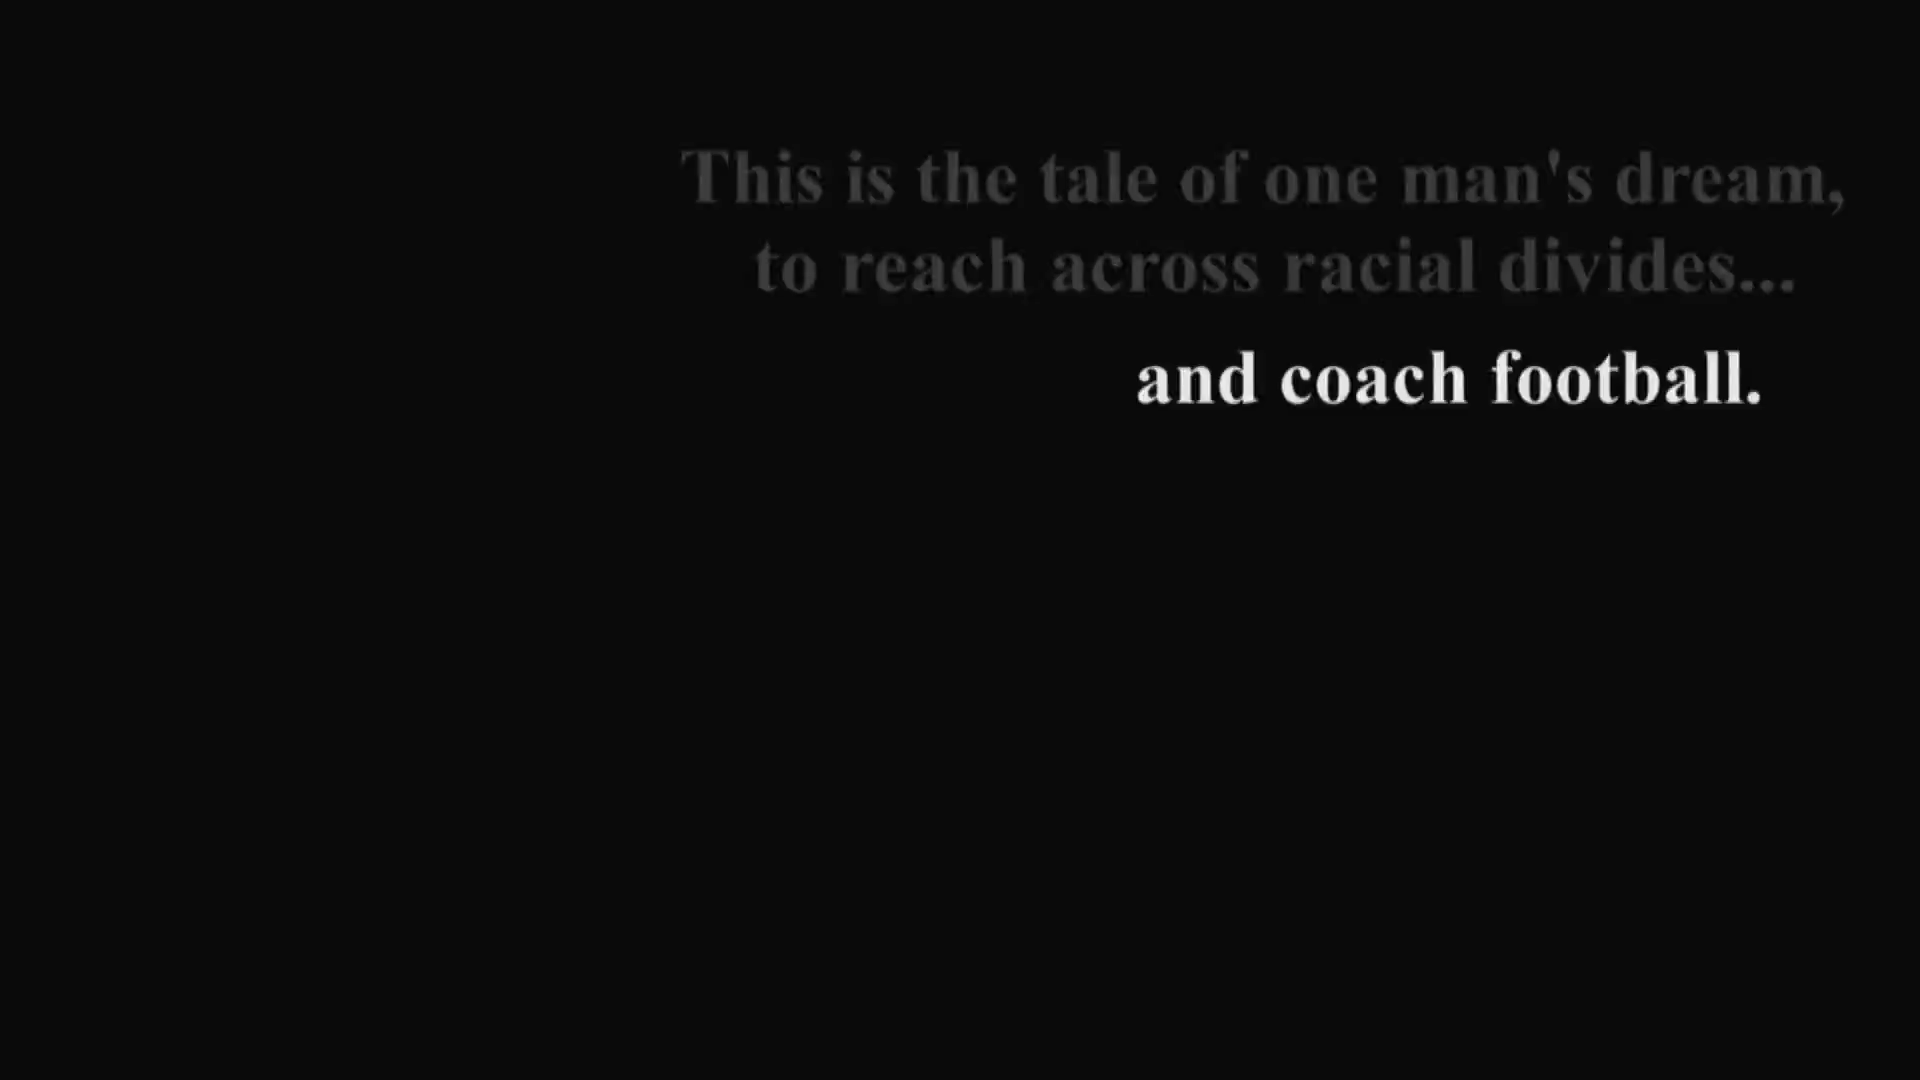 This is the tale of one man's dream,
to reach across racial divides...
and coach football.